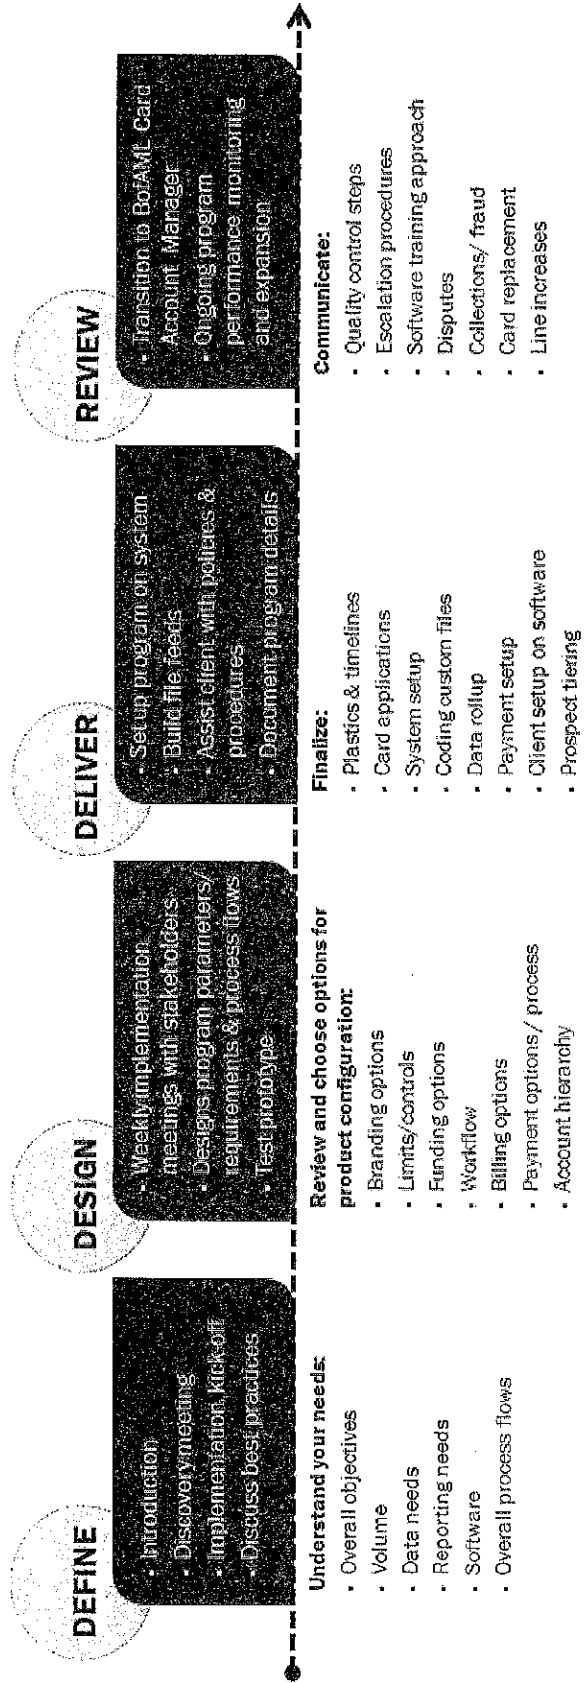 DEFINE
• Introduction
• Discovery meeting
• Implementation kick-off
• Discuss best practices
Understand your needs:
• Overall objectives
• Volume
• Data needs
• Reporting needs
• Software
• Overall process flows
DESIGN
• Weekly implementation
meetings with stakeholders
• Designs program parameters/
requirements & process flows
• Test prototype
Review and choose options for
product configuration:
• Branding options
• Limits/controls
• Funding options
• Workflow
• Billing options
• Payment options/ process
• Account hierarchy
DELIVER
• Set up program on system
• Build file feeds
• Assist client with policies &
procedures
• Document program details
Finalize:
• Plastics & timelines
• Card applications
• System setup
• Coding custom files
• Data rollup
• Payment setup
• Client setup on software
• Prospect tiering
REVIEW
• Transition to BofAML Card
Account Manager
• Ongoing program
performance monitoring
and expansion
Communicate:
• Quality control steps
• Escalation procedures
• Software training approach
• Disputes
• Collections/ fraud
• Card replacement
• Line increases